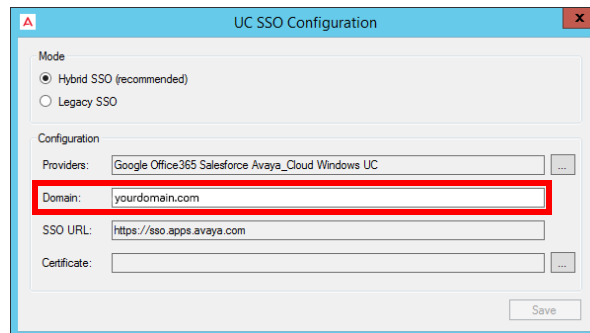 UC SSO Configuration
x
Mode
Hybrid SSO (recommended)
Legacy SSO
Configuration
Providers: Google Office365 Salesforce Avaya_Cloud Windows UC ...
Domain: yourdomain.com
SSO URL: https://sso.apps.avaya.com
Certificate: ...
Save